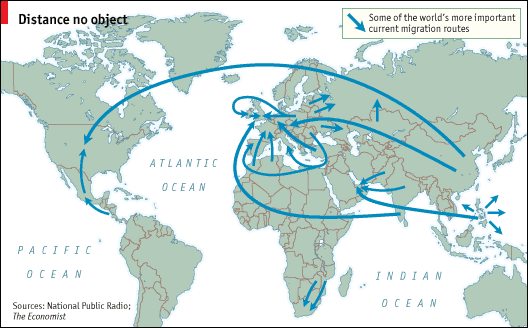 Distance no object
Some of the world's more important
current migration routes
ATLANTIC
OCEAN
PACIFIC
OCEAN
INDIAN
OCEAN
Sources: National Public Radio;
The Economist